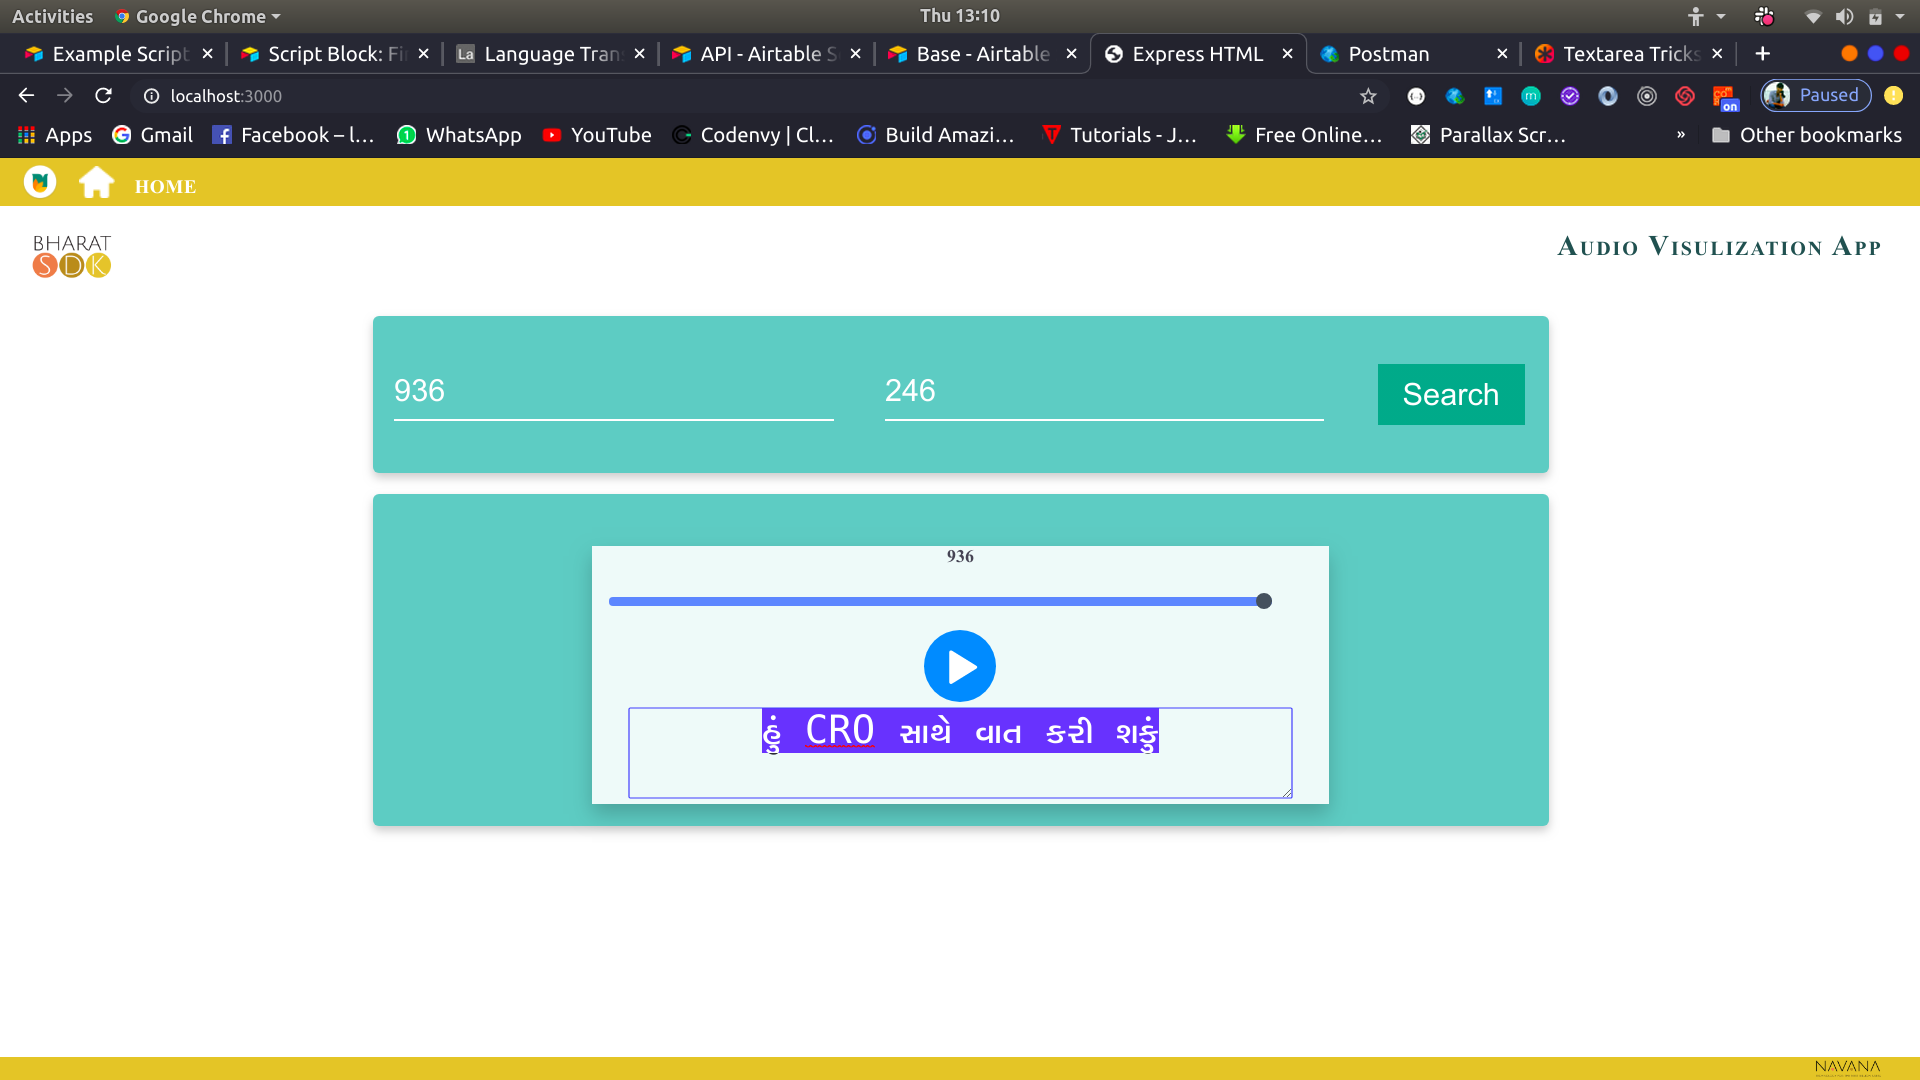 Activities Google Chrome Thu 13:10
Example Script Script Block: Fi Language Tran API - Airtable S Base - Airtable Express HTML Postman Textarea Tricks
localhost:3000 Paused
Apps Gmail Facebook – l... WhatsApp YouTube Codenvy | Cl... Build Amazi... Tutorials - J... Free Online... Parallax Scr... » Other bookmarks
HOME
BHARAT
SDK
Audio Visulization App
936 246 Search
936
હું CRO સાથે વાત કરી શકું
NAVANA